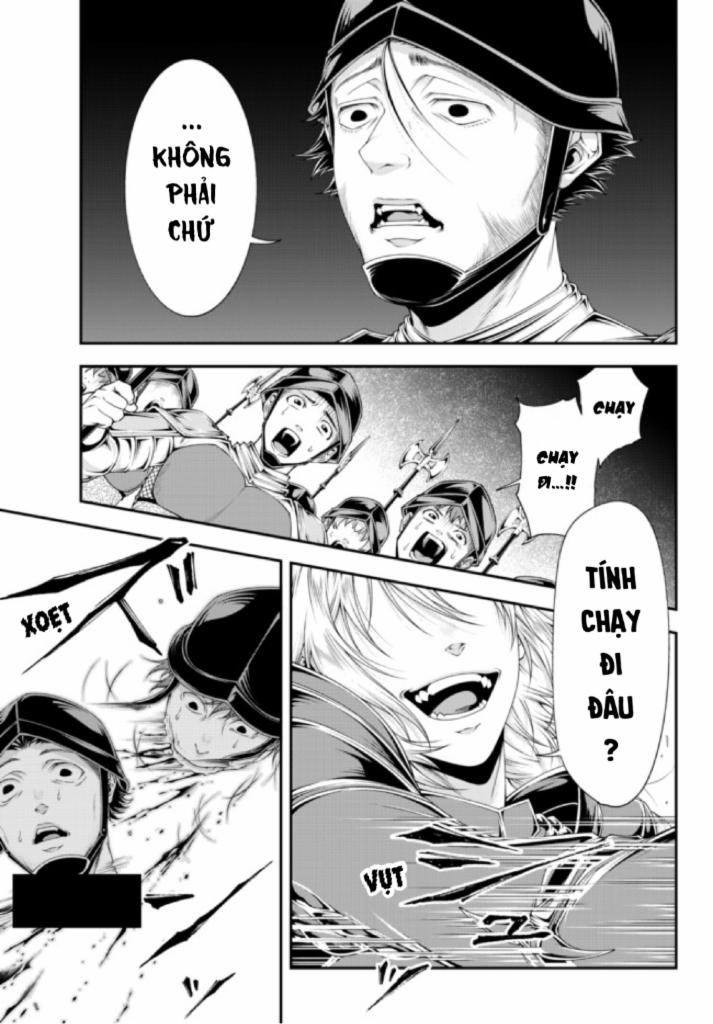 ...
KHÔNG
PHẢI
CHỨ
CHẠY
CHẠY
ĐI...!!
TÍNH
CHẠY
ĐI
ĐÂU
?
VỤT
XOẸT